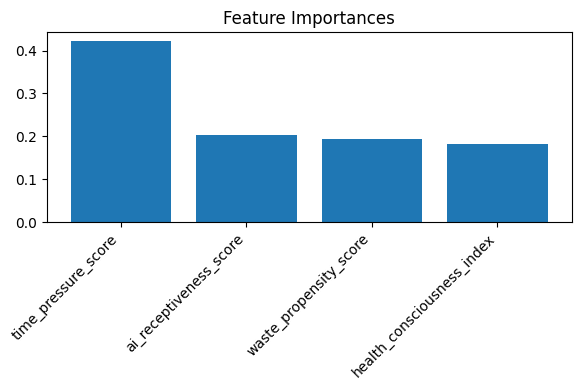 Feature Importances
0.4
0.3
0.2
0.1
0.0
time_pressure_score
ai_receptiveness_score
waste_propensity_score
health_consciousness_index